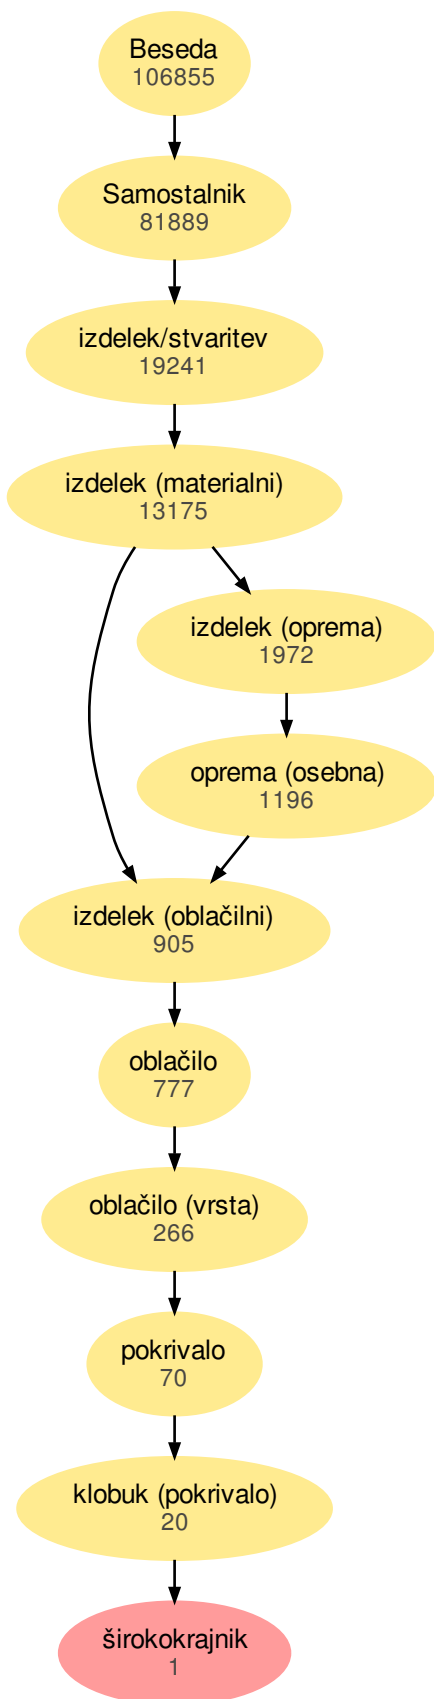 Beseda
106855
Samostalnik
81889
izdelek/stvaritev
19241
izdelek (materialni)
13175
izdelek (oprema)
1972
oprema (osebna)
1196
izdelek (oblačilni)
905
oblačilo
777
oblačilo (vrsta)
266
pokrivalo
70
klobuk (pokrivalo)
20
širokokrajnik
1